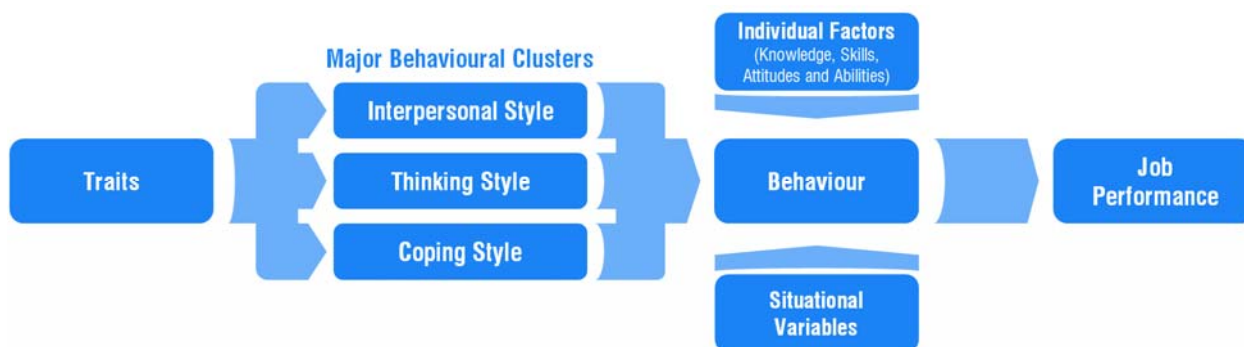 Major Behavioural Clusters
Traits
Interpersonal Style
Thinking Style
Coping Style
Individual Factors
(Knowledge, Skills,
Attitudes and Abilities)
Behaviour
Situational
Variables
Job
Performance